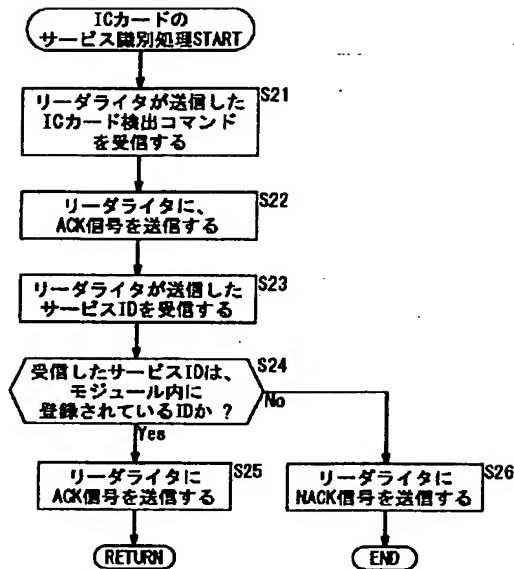 ICカードの
サービス識別処理START
リーダライタが送信した
ICカード検出コマンド
を受信する
S21
リーダライタに、
ACK信号を送信する
S22
リーダライタが送信した
サービスIDを受信する
S23
受信したサービスIDは、
モジュール内に
登録されているIDか ?
S24
No
Yes
リーダライタに
ACK信号を送信する
S25
リーダライタに
NACK信号を送信する
S26
RETURN
END